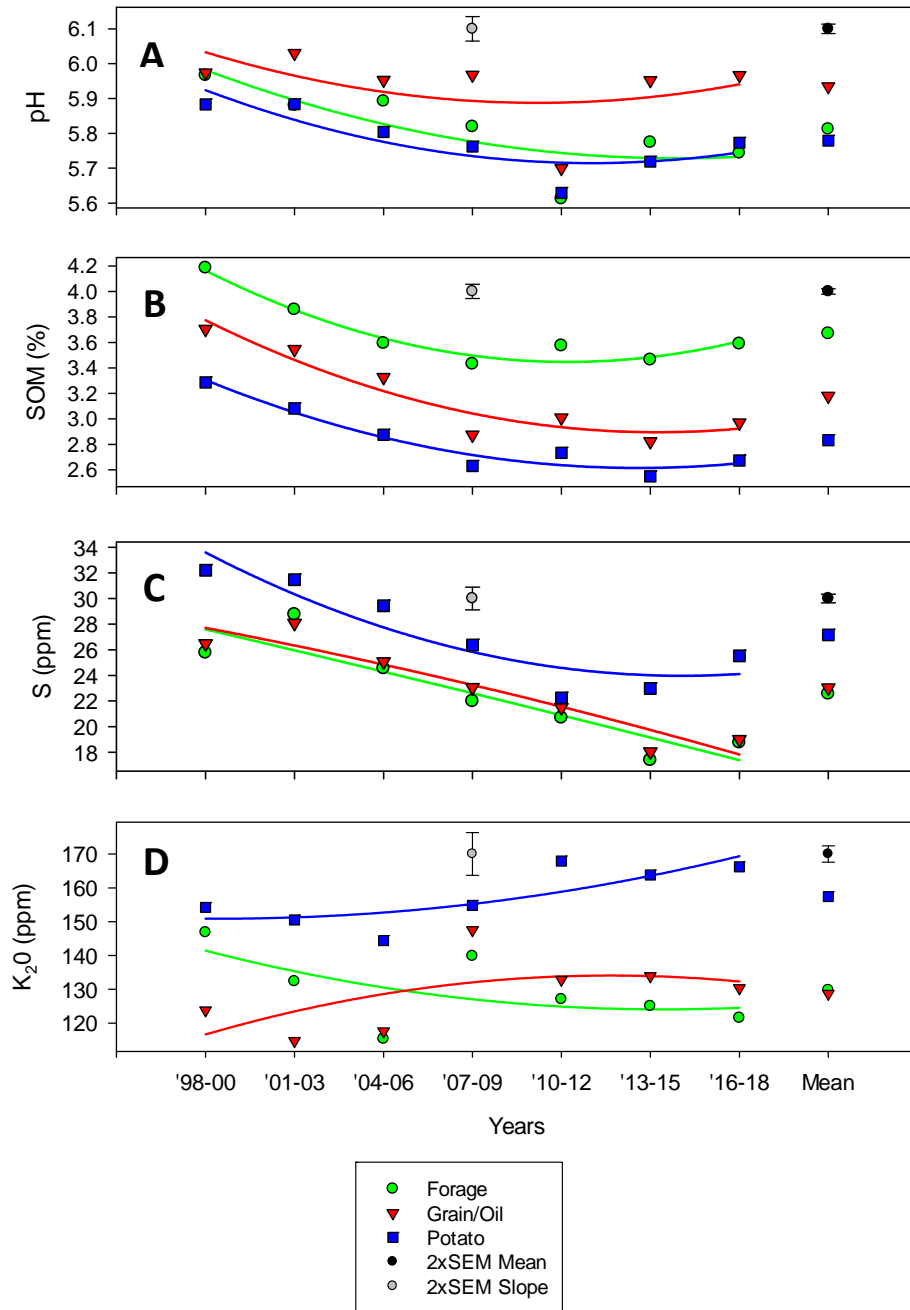 A
pH
6.1
6.0
5.9
5.8
5.7
5.6
B
SOM (%)
4.2
4.0
3.8
3.6
3.4
3.2
3.0
2.8
2.6
C
S (ppm)
34
32
30
28
26
24
22
20
18
D
K₂0 (ppm)
170
160
150
140
130
120
'98-00 '01-03 '04-06 '07-09 '10-12 '13-15 '16-18 Mean
Years
Forage
Grain/Oil
Potato
2xSEM Mean
2xSEM Slope